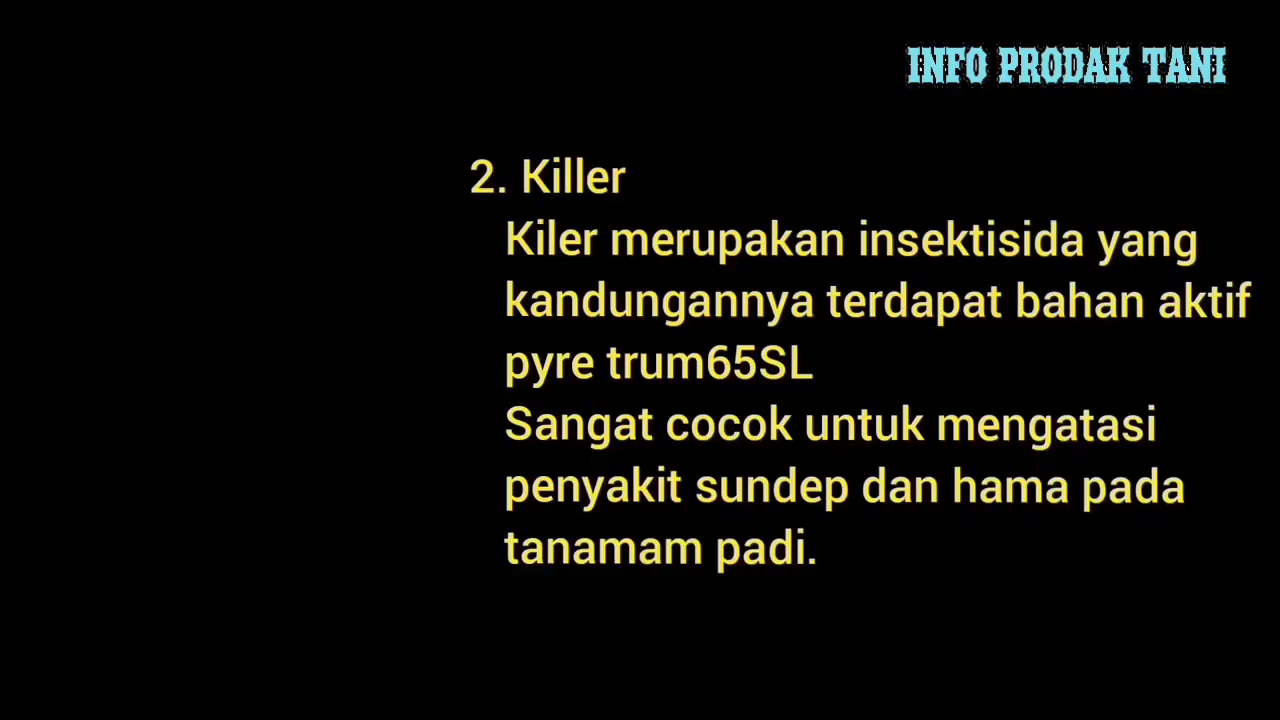 INFO PRODAK TANI
2. Killer
Kiler merupakan insektisida yang
kandungannya terdapat bahan aktif
pyre trum65SL
Sangat cocok untuk mengatasi
penyakit sundep dan hama pada
tanamam padi.